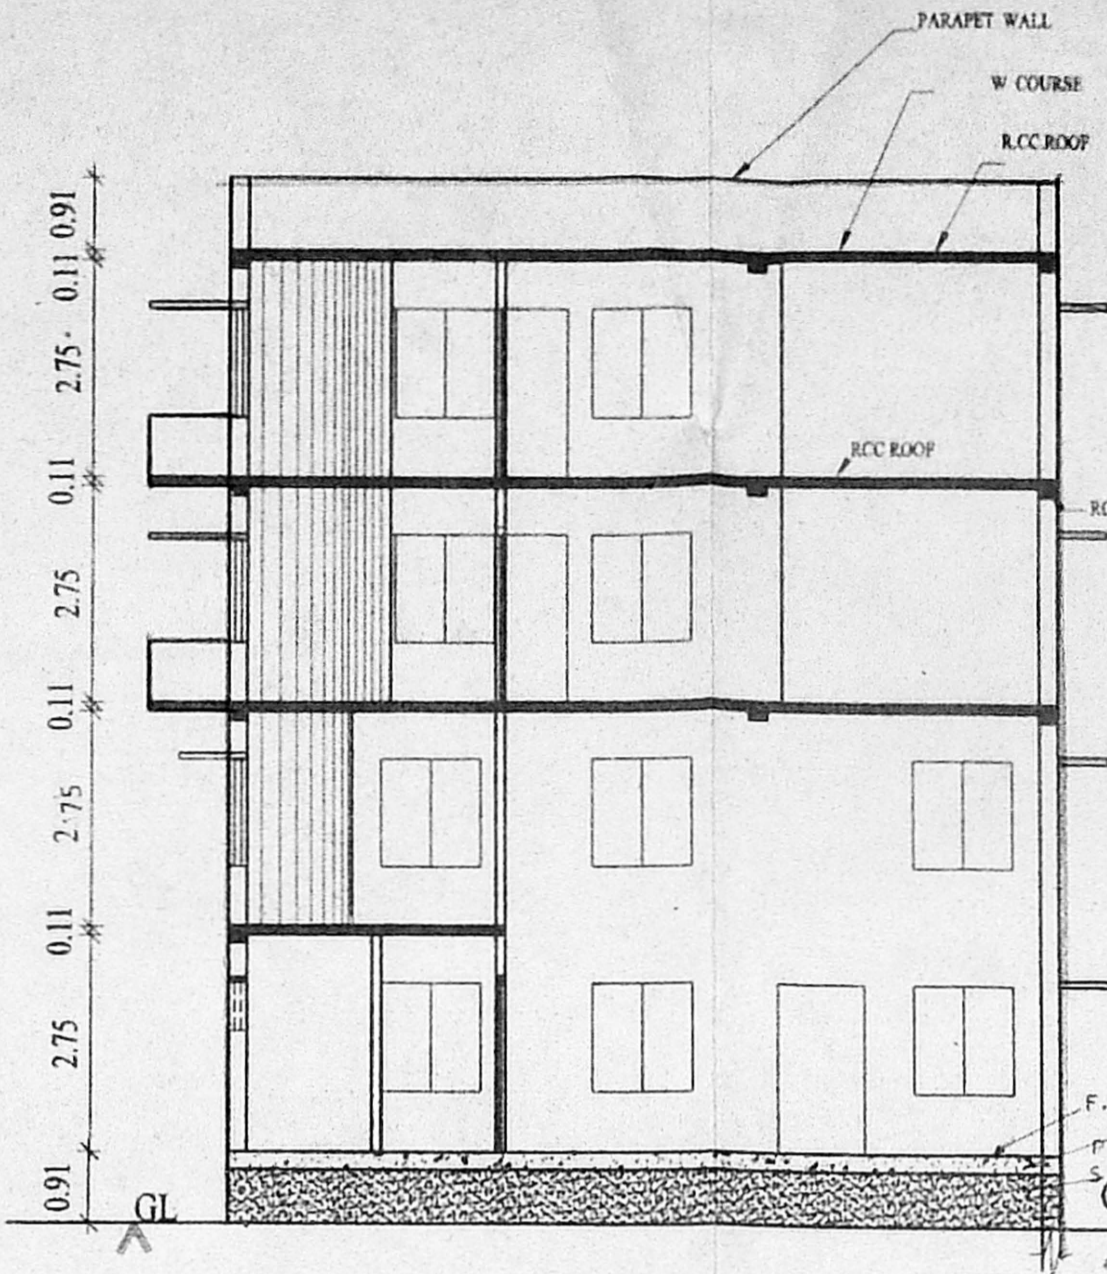 PARAPET WALL
W COURSE
R.CC.ROOF
0.91
0.11
2.75
0.11
RCC ROOF
2.75
0.11
2.75
0.11
2.75
0.91
GL
F.
P
S